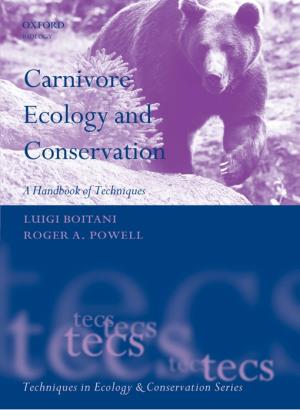 OXFORD
BIOLOGY
Carnivore
Ecology and
Conservation
A Handbook of Techniques
LUIGI BOITANI
ROGER A. POWELL
tecs
tecs
tecs
tecs
tecs
tecs
Techniques in Ecology & Conservation Series